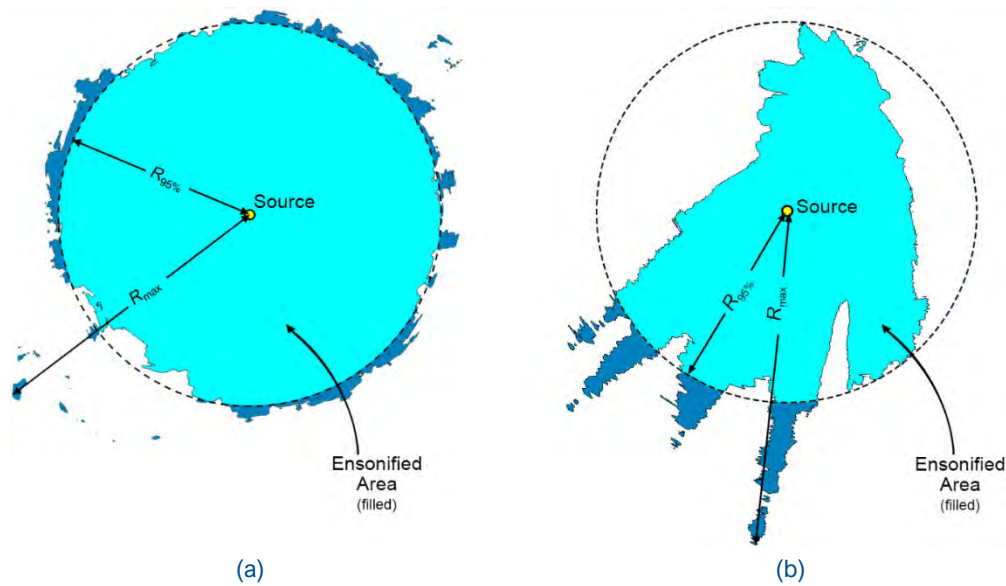 R95%
Source
Rmax
Ensonified
Area
(filled)
(a)
R95%
Source
Rmax
Ensonified
Area
(filled)
(b)